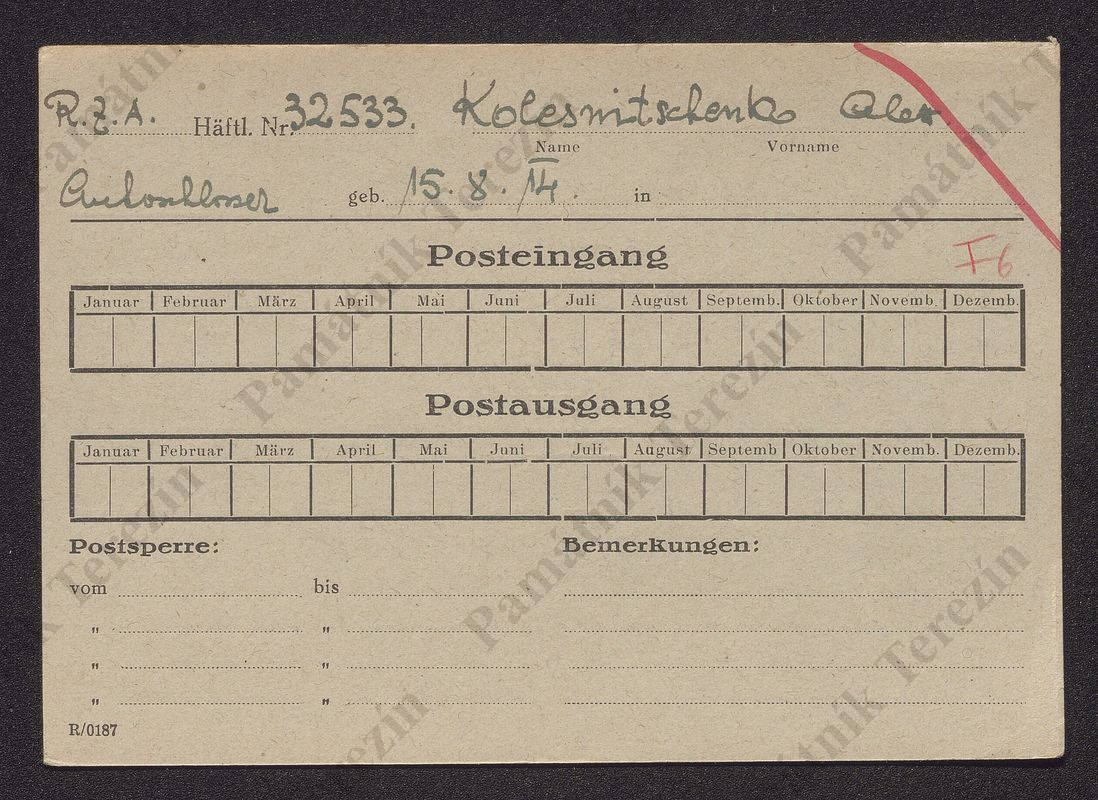 R.Z.A. Häftl. Nr. 32533. Kolesnitschenko Alex.
Name Vorname
Autoschlosser geb. 15. 8. 14. in
Posteingang
F6
Januar Februar März April Mai Juni Juli August Septemb. Oktober Novemb. Dezemb.
Postausgang
Januar Februar März April Mai Juni Juli August Septemb Oktober Novemb. Dezemb.
Postsperre: Bemerkungen:
vom bis
" "
" "
" "
R/0187
Památník Terezín